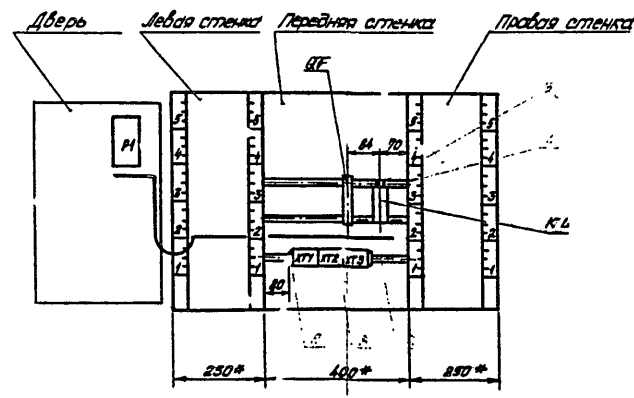 Дверь
Левая стенка
Передняя стенка
Правая стенка
QF
84 70
P1
KL
XT1 XT2 XT3
80
5 4 3 2 1
5 4 3 2 1
5 4 3 2 1
5 4 3 2 1
250* 400* 250*